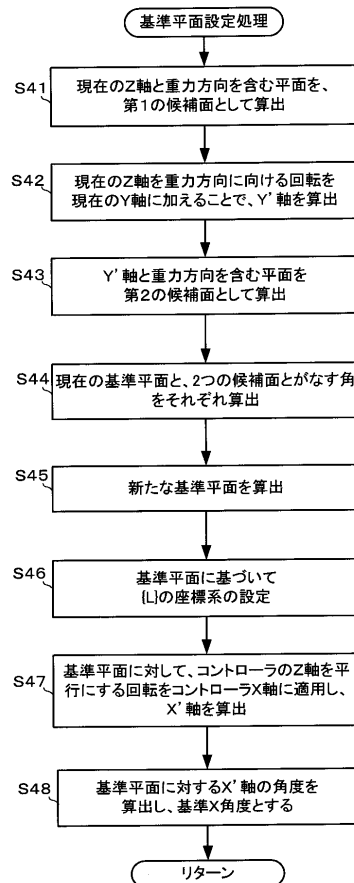 基準平面設定処理
S41
現在のZ軸と重力方向を含む平面を、
第1の候補面として算出
S42
現在のZ軸を重力方向に向ける回転を
現在のY軸に加えることで、Y'軸を算出
S43
Y'軸と重力方向を含む平面を
第2の候補面として算出
S44
現在の基準平面と、2つの候補面とがなす角
をそれぞれ算出
S45
新たな基準平面を算出
S46
基準平面に基づいて
{L}の座標系の設定
S47
基準平面に対して、コントローラのZ軸を平
行にする回転をコントローラX軸に適用し、
X'軸を算出
S48
基準平面に対するX'軸の角度を
算出し、基準X角度とする
リターン